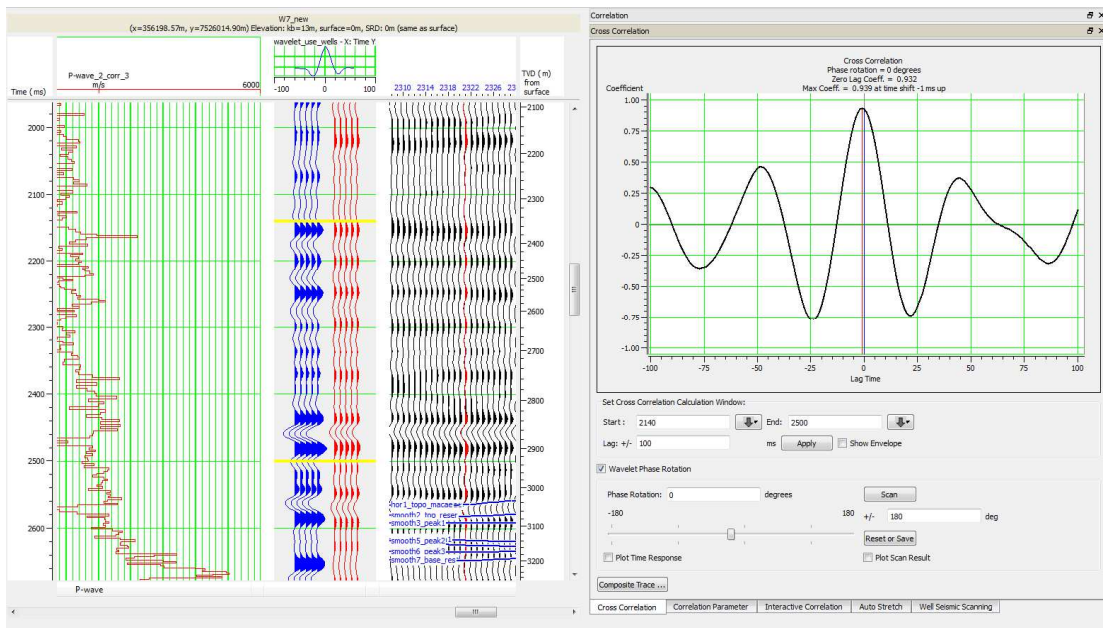 W7_new
(x=356198.57m, y=7526014.90m) Elevation: kb=13m, surface=0m, SRD: 0m (same as surface)
wavelet_use_wells - X: Time Y
P-wave_2_corr_3
m/s
6000
-100 0 100
2310 2314 2318 2322 2326 23
TVD (m)
from
surface
Time (ms)
2000
2100
2200
2300
2400
2500
2600
2100
2200
2300
2400
2500
2600
2700
2800
2900
3000
3100
3200
hor1_topo_macae
smooth2_top_reser
smooth3_peak1
smooth5_peak2
smooth6_peak3
smooth7_base_res
P-wave
Correlation
Cross Correlation
Cross Correlation
Phase rotation = 0 degrees
Zero Lag Coeff. = 0.932
Max Coeff. = 0.939 at time shift -1 ms up
Coefficient
1.00
0.75
0.50
0.25
0
-0.25
-0.50
-0.75
-1.00
-100 -75 -50 -25 0 25 50 75 100
Lag Time
Set Cross Correlation Calculation Window:
Start : 2140 End: 2500
Lag: +/- 100 ms Apply Show Envelope
Wavelet Phase Rotation
Phase Rotation: 0 degrees Scan
-180 180 +/- 180 deg
Reset or Save
Plot Time Response Plot Scan Result
Composite Trace ...
Cross Correlation Correlation Parameter Interactive Correlation Auto Stretch Well Seismic Scanning